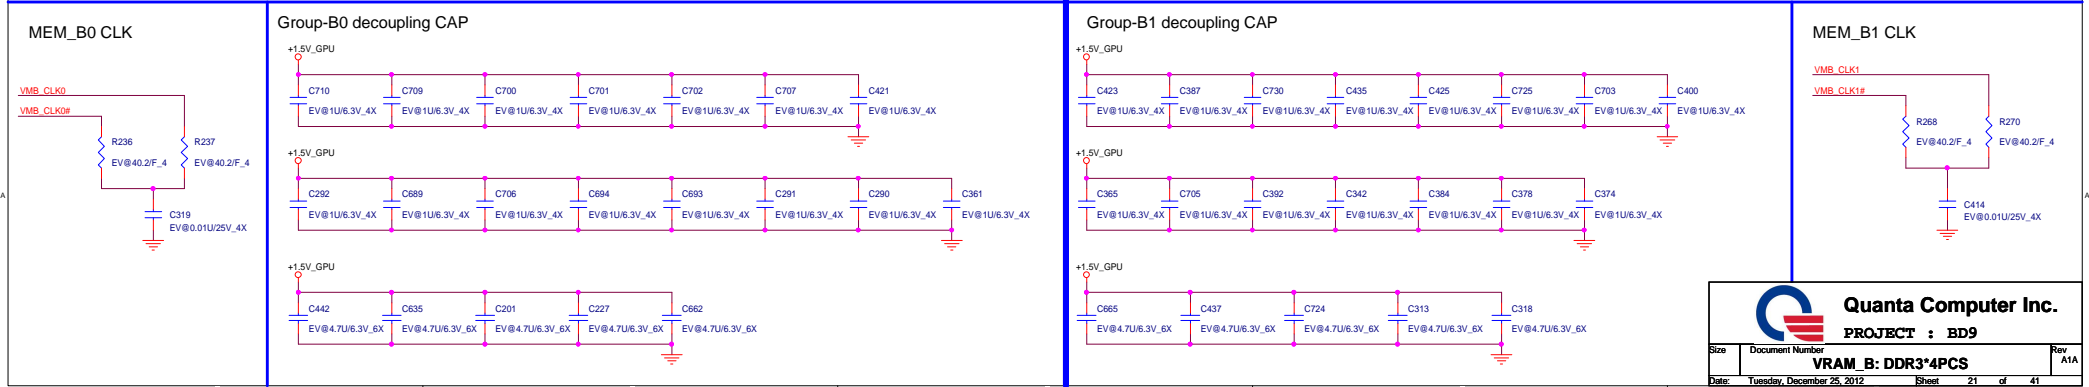 MEM_B0 CLK
VMB_CLK0
VMB_CLK0#
R236
EV@40.2/F_4
R237
EV@40.2/F_4
C319
EV@0.01U/25V_4X
A
Group-B0 decoupling CAP
+1.5V_GPU
C710 C709 C700 C701 C702 C707 C421
EV@1U/6.3V_4X EV@1U/6.3V_4X EV@1U/6.3V_4X EV@1U/6.3V_4X EV@1U/6.3V_4X EV@1U/6.3V_4X EV@1U/6.3V_4X
+1.5V_GPU
C292 C689 C706 C694 C693 C291 C290 C361
EV@1U/6.3V_4X EV@1U/6.3V_4X EV@1U/6.3V_4X EV@1U/6.3V_4X EV@1U/6.3V_4X EV@1U/6.3V_4X EV@1U/6.3V_4X EV@1U/6.3V_4X
+1.5V_GPU
C442 C635 C201 C227 C662
EV@4.7U/6.3V_6X EV@4.7U/6.3V_6X EV@4.7U/6.3V_6X EV@4.7U/6.3V_6X EV@4.7U/6.3V_6X
Group-B1 decoupling CAP
+1.5V_GPU
C423 C387 C730 C435 C425 C725 C703 C400
EV@1U/6.3V_4X EV@1U/6.3V_4X EV@1U/6.3V_4X EV@1U/6.3V_4X EV@1U/6.3V_4X EV@1U/6.3V_4X EV@1U/6.3V_4X EV@1U/6.3V_4X
+1.5V_GPU
C365 C705 C392 C342 C384 C378 C374
EV@1U/6.3V_4X EV@1U/6.3V_4X EV@1U/6.3V_4X EV@1U/6.3V_4X EV@1U/6.3V_4X EV@1U/6.3V_4X EV@1U/6.3V_4X
+1.5V_GPU
C665 C437 C724 C313 C318
EV@4.7U/6.3V_6X EV@4.7U/6.3V_6X EV@4.7U/6.3V_6X EV@4.7U/6.3V_6X EV@4.7U/6.3V_6X
MEM_B1 CLK
VMB_CLK1
VMB_CLK1#
R268
EV@40.2/F_4
R270
EV@40.2/F_4
C414
EV@0.01U/25V_4X
A
Quanta Computer Inc.
PROJECT : BD9
Size Document Number Rev
VRAM_B: DDR3*4PCS A1A
Date: Tuesday, December 25, 2012 Sheet 21 of 41